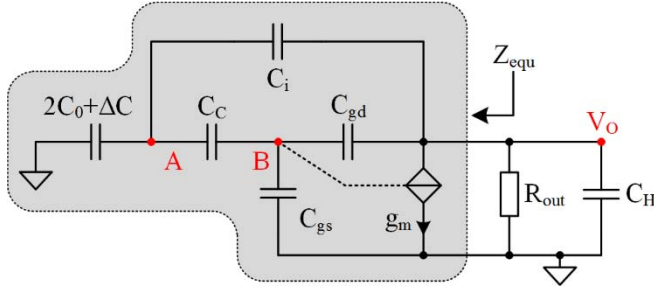 C_i
Z_equ
2C_0+ΔC
C_C
C_gd
V_O
A
B
C_gs
g_m
R_out
C_H